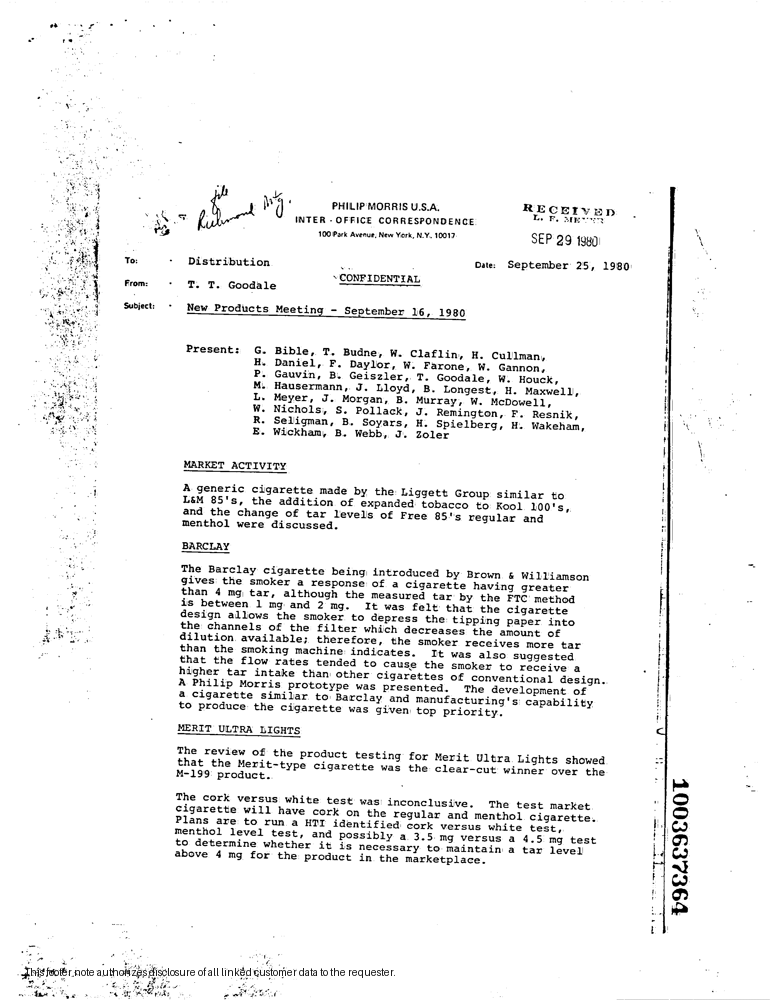 file
Richmond Mtg.
PHILIP MORRIS U.S.A.
INTER - OFFICE CORRESPONDENCE
100 Park Avenue, New York, N.Y. 10017
RECEIVED
L. F. MEYER
SEP 29 1980
To: Distribution
Date: September 25, 1980
CONFIDENTIAL
From: T. T. Goodale
Subject: New Products Meeting - September 16, 1980
Present: G. Bible, T. Budne, W. Claflin, H. Cullman,
H. Daniel, F. Daylor, W. Farone, W. Gannon,
P. Gauvin, B. Geiszler, T. Goodale, W. Houck,
M. Hausermann, J. Lloyd, B. Longest, H. Maxwell,
L. Meyer, J. Morgan, B. Murray, W. McDowell,
W. Nichols, S. Pollack, J. Remington, F. Resnik,
R. Seligman, B. Soyars, H. Spielberg, H. Wakeham,
E. Wickham, B. Webb, J. Zoler
MARKET ACTIVITY
A generic cigarette made by the Liggett Group similar to
L&M 85's, the addition of expanded tobacco to Kool 100's,
and the change of tar levels of Free 85's regular and
menthol were discussed.
BARCLAY
The Barclay cigarette being introduced by Brown & Williamson
gives the smoker a response of a cigarette having greater
than 4 mg tar, although the measured tar by the FTC method
is between 1 mg and 2 mg. It was felt that the cigarette
design allows the smoker to depress the tipping paper into
the channels of the filter which decreases the amount of
dilution available; therefore, the smoker receives more tar
than the smoking machine indicates. It was also suggested
that the flow rates tended to cause the smoker to receive a
higher tar intake than other cigarettes of conventional design.
A Philip Morris prototype was presented. The development of
a cigarette similar to Barclay and manufacturing's capability
to produce the cigarette was given top priority.
MERIT ULTRA LIGHTS
The review of the product testing for Merit Ultra Lights showed
that the Merit-type cigarette was the clear-cut winner over the
M-199 product.
The cork versus white test was inconclusive. The test market
cigarette will have cork on the regular and menthol cigarette.
Plans are to run a HTI identified cork versus white test,
menthol level test, and possibly a 3.5 mg versus a 4.5 mg test
to determine whether it is necessary to maintain a tar level
above 4 mg for the product in the marketplace.
1003637364
This footer note authorizes disclosure of all linked customer data to the requester.